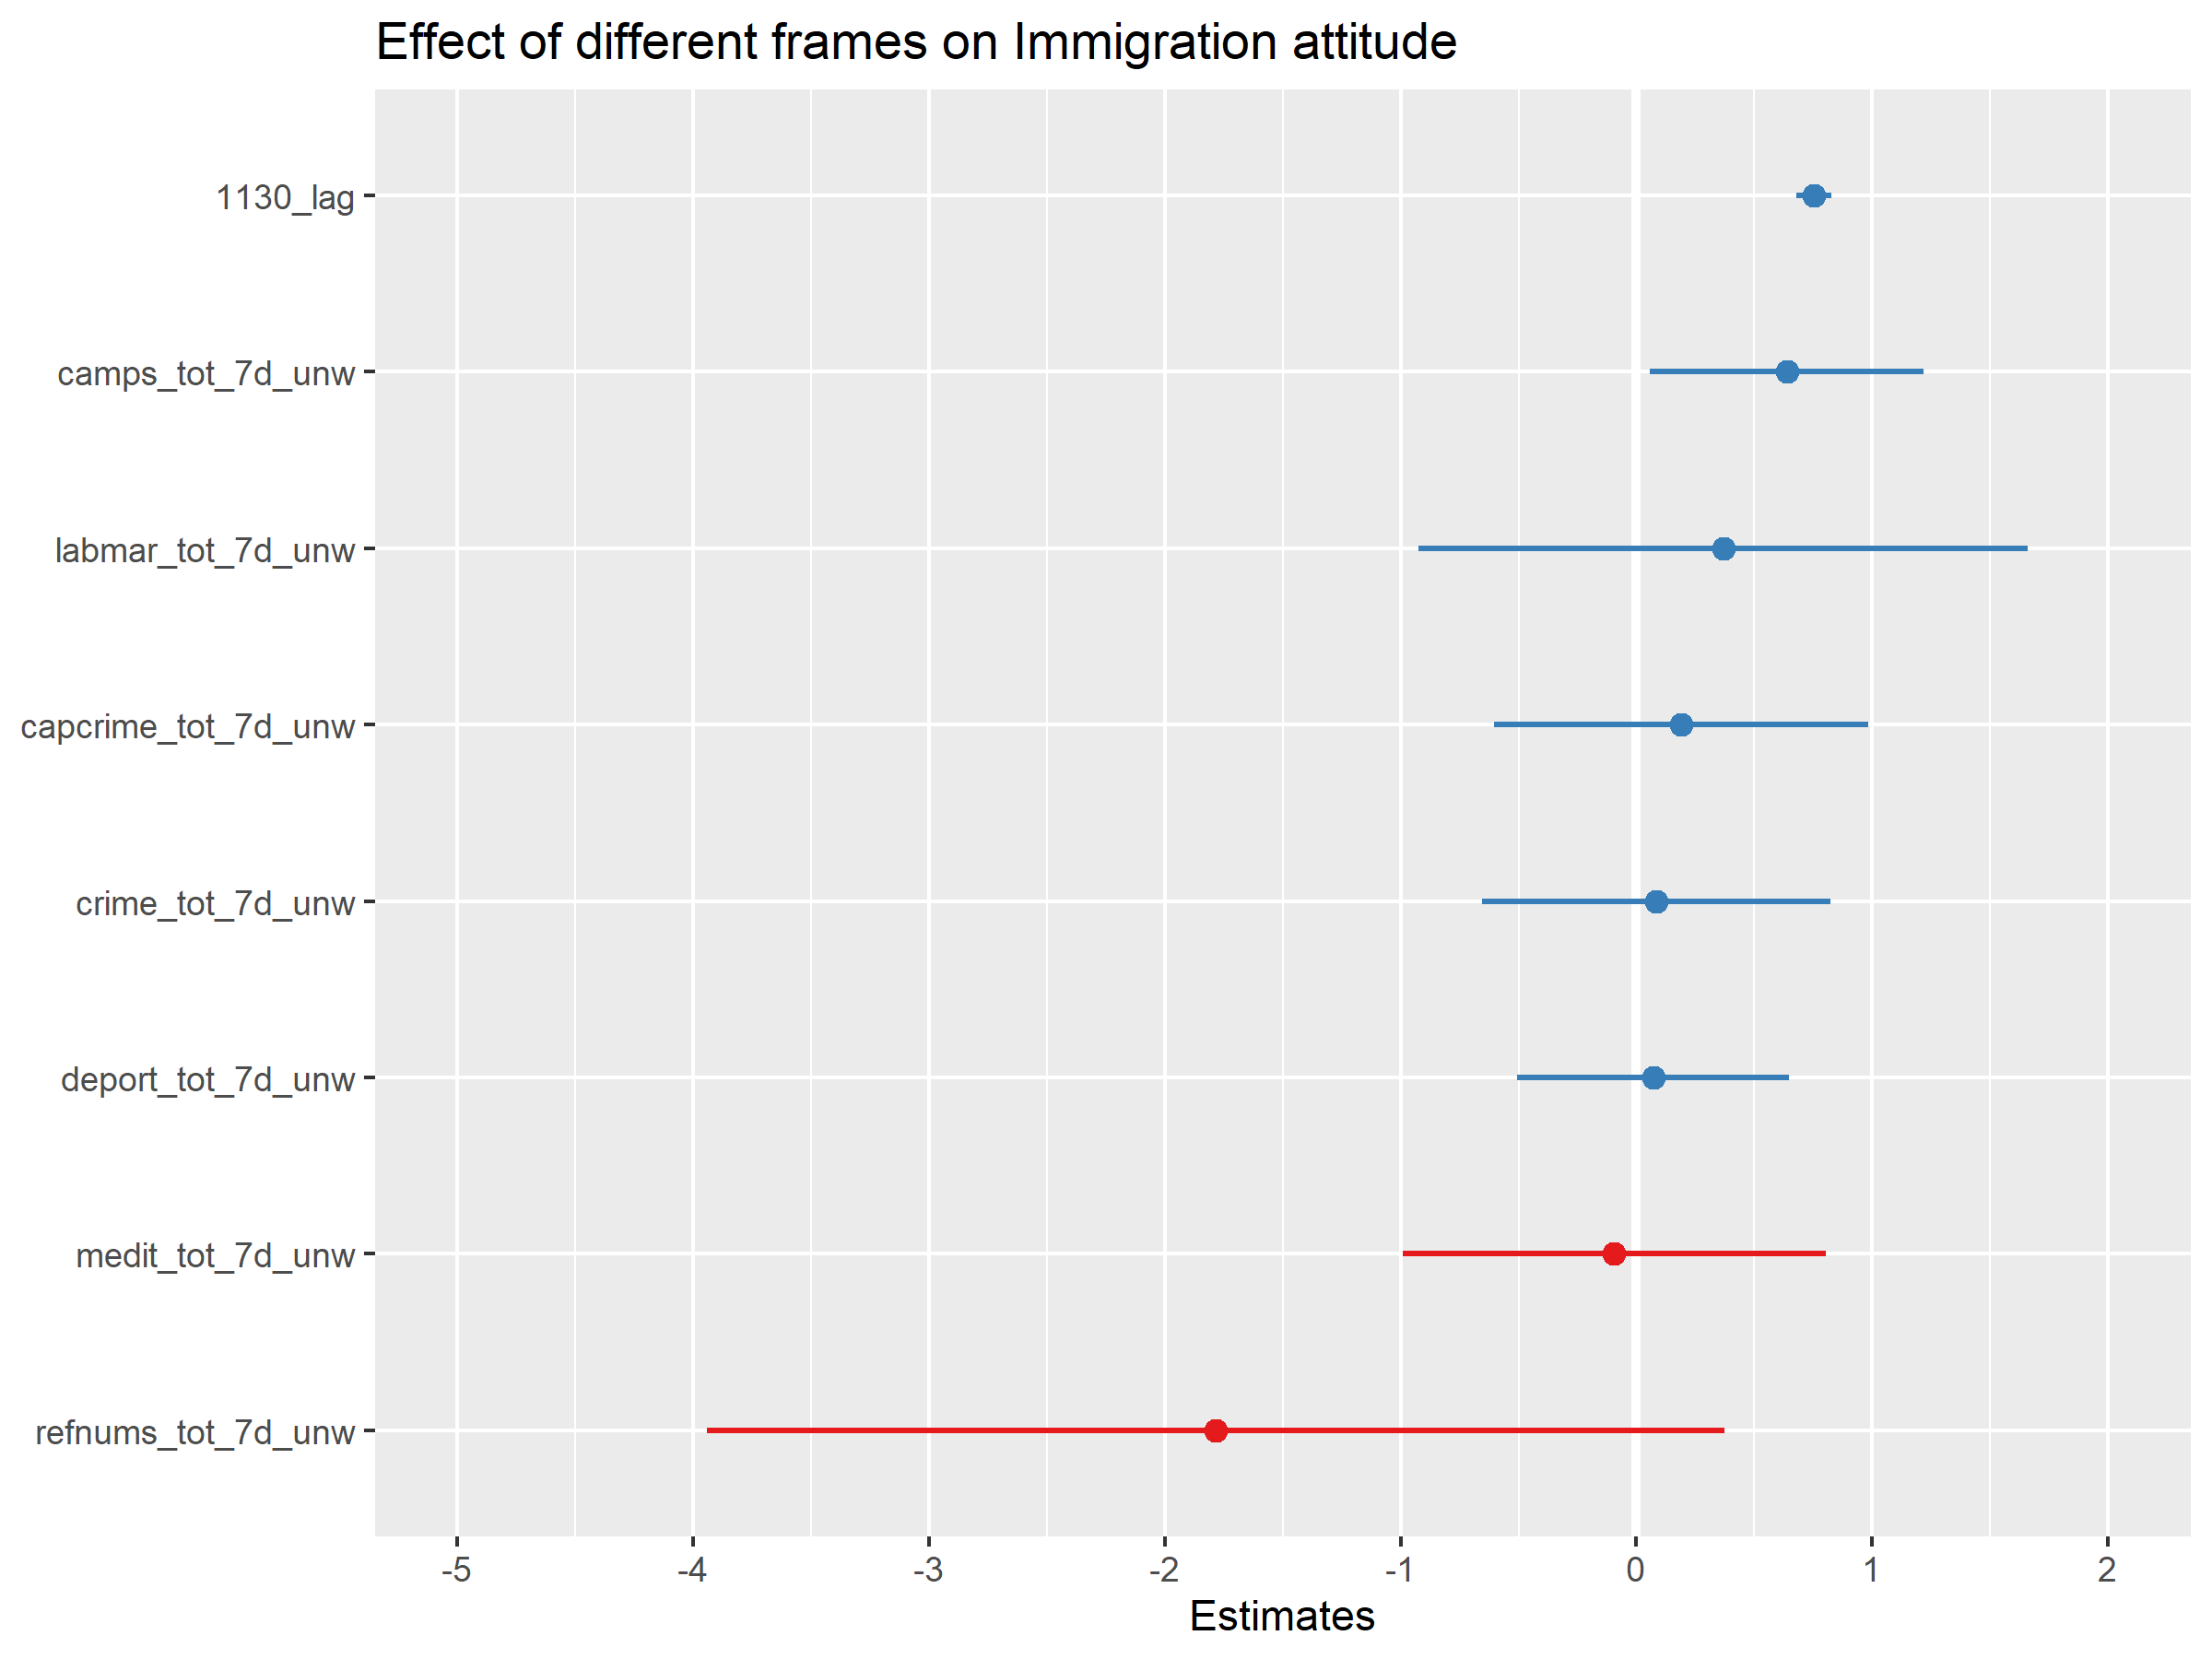 Effect of different frames on Immigration attitude
1130_lag
camps_tot_7d_unw
labmar_tot_7d_unw
capcrime_tot_7d_unw
crime_tot_7d_unw
deport_tot_7d_unw
medit_tot_7d_unw
refnums_tot_7d_unw
-5 -4 -3 -2 -1 0 1 2
Estimates